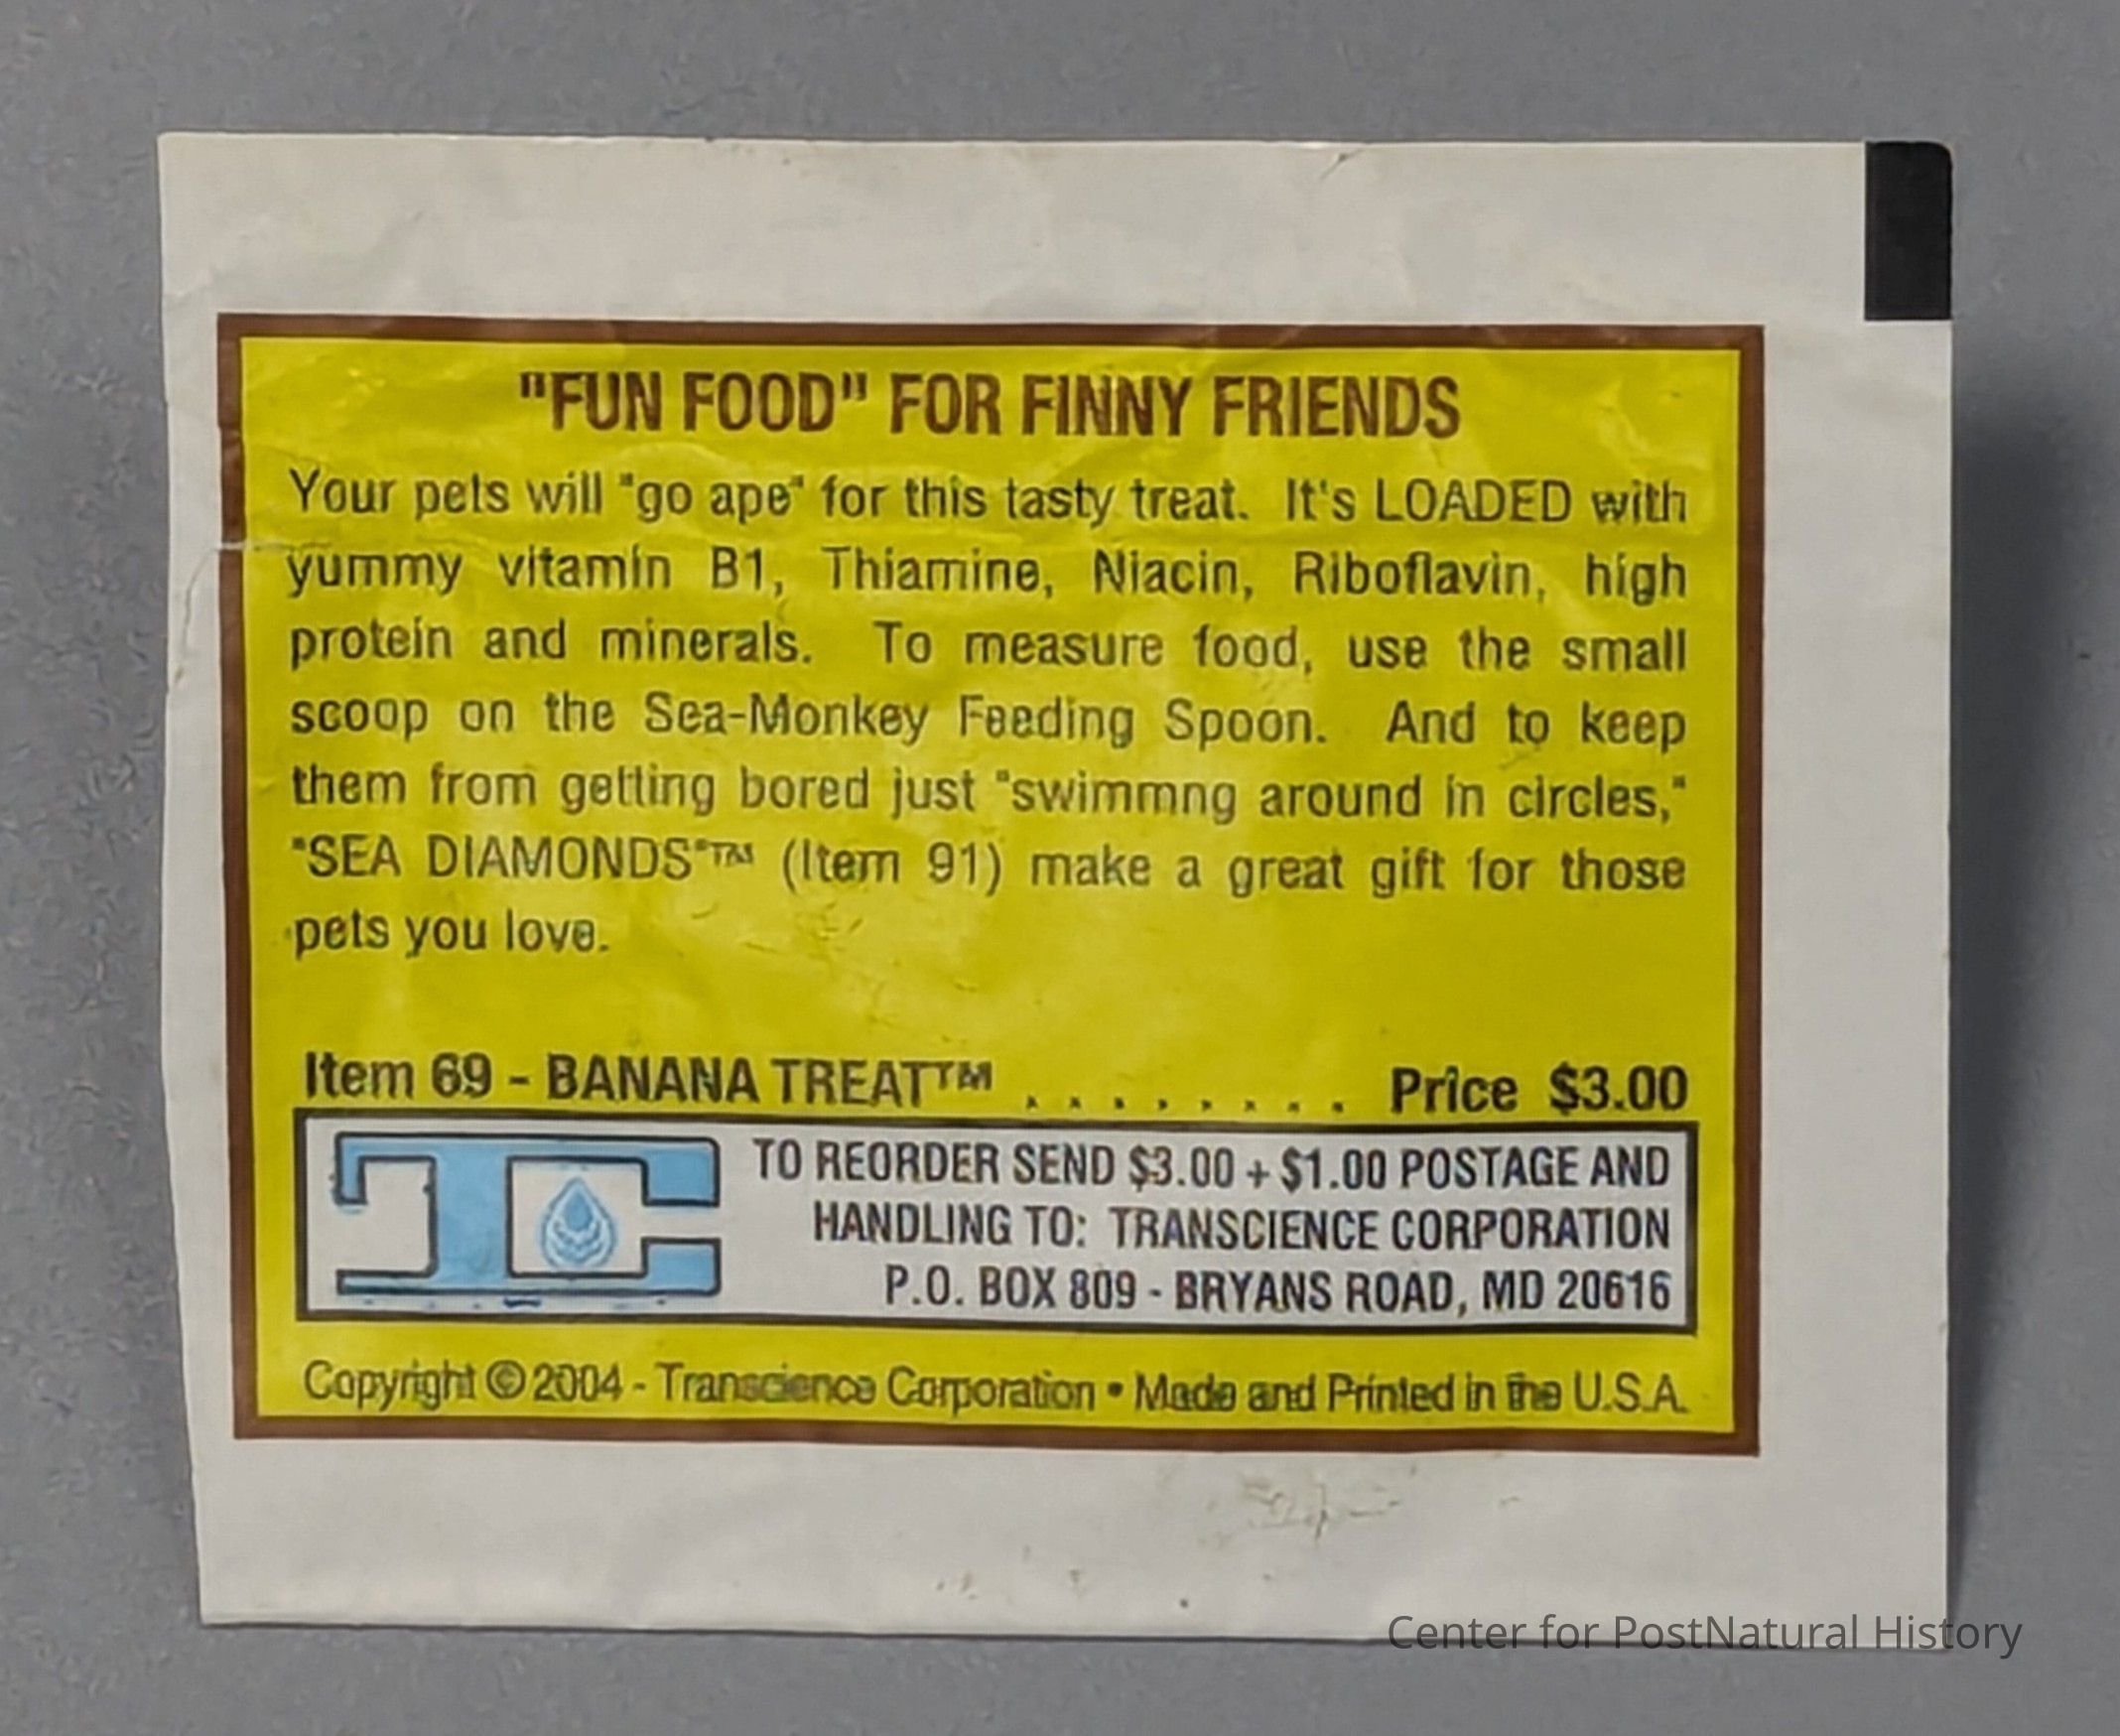 "FUN FOOD" FOR FINNY FRIENDS
Your pets will "go ape" for this tasty treat. It's LOADED with
yummy vitamin B1, Thiamine, Niacin, Riboflavin, high
protein and minerals. To measure food, use the small
scoop on the Sea-Monkey Feeding Spoon. And to keep
them from getting bored just "swimmng around in circles,"
"SEA DIAMONDS"™ (Item 91) make a great gift for those
pets you love.
Item 69 - BANANA TREAT™ . . . . . . . . Price $3.00
TO REORDER SEND $3.00 + $1.00 POSTAGE AND
HANDLING TO: TRANSCIENCE CORPORATION
P.O. BOX 809 - BRYANS ROAD, MD 20616
Copyright © 2004 - Transcience Corporation • Made and Printed in the U.S.A.
Center for PostNatural History